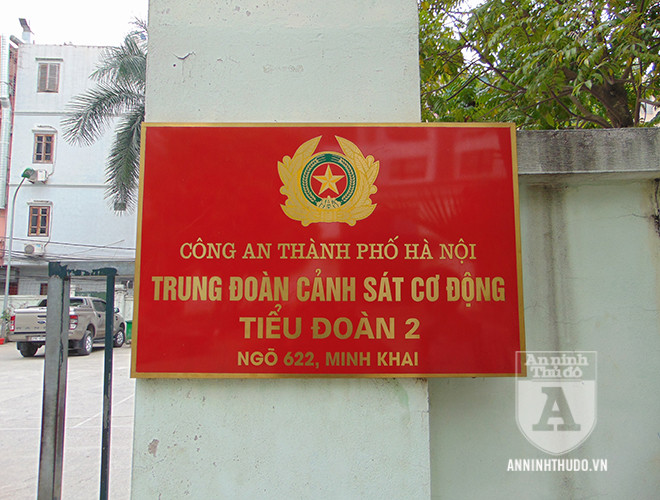 CÔNG AN THÀNH PHỐ HÀ NỘI
TRUNG ĐOÀN CẢNH SÁT CƠ ĐỘNG
TIỂU ĐOÀN 2
NGÕ 622, MINH KHAI
An ninh
Thủ đô
A
ANNINHTHUDO.VN